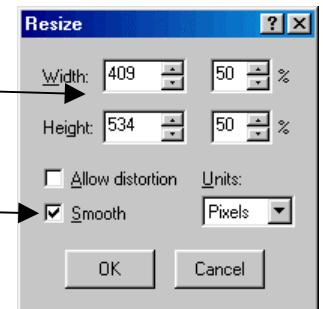 Resize
Width: 409 50 %
Height: 534 50 %
Allow distortion Units:
Smooth Pixels
OK Cancel